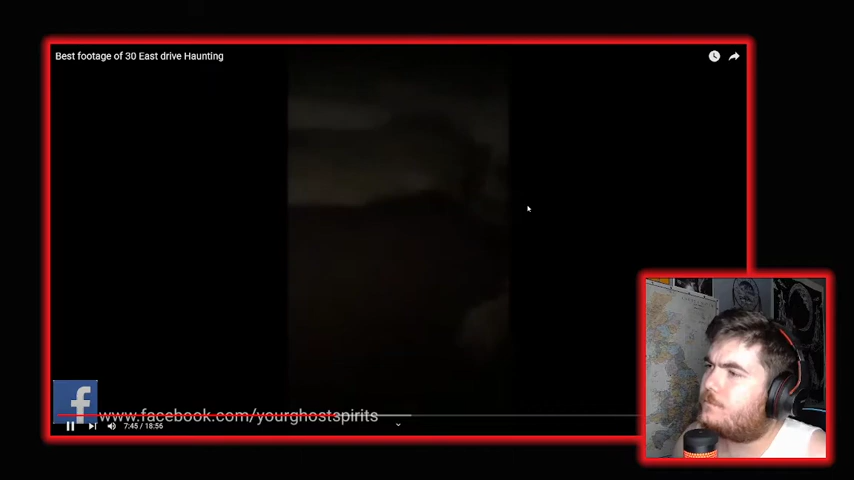 Best footage of 30 East drive Haunting
www.facebook.com/yourghostspirits
7:45 / 18:56